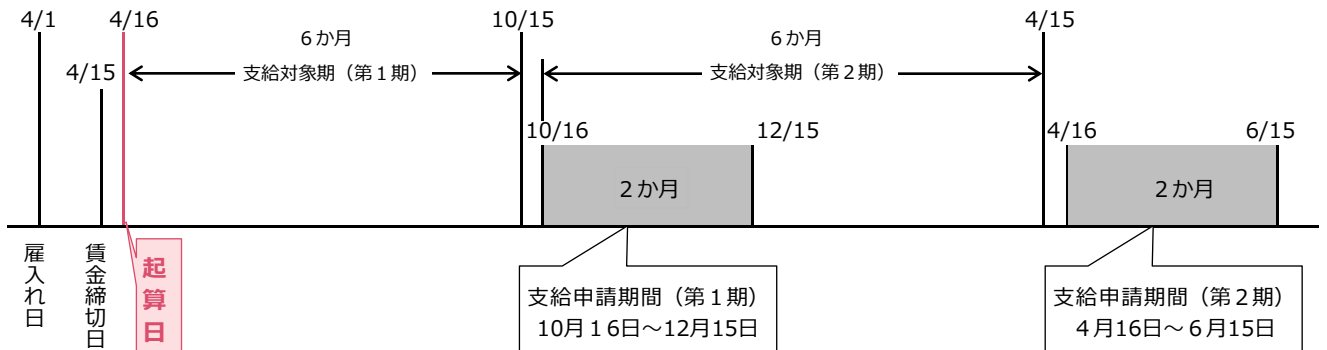 4/1
4/16
10/15
4/15
6か月
6か月
4/15
支給対象期（第１期）
支給対象期（第２期）
10/16
12/15
4/16
6/15
２か月
２か月
雇入れ日
賃金締切日
起算日
支給申請期間（第１期）
10月１6日～12月15日
支給申請期間（第２期）
４月16日～６月15日